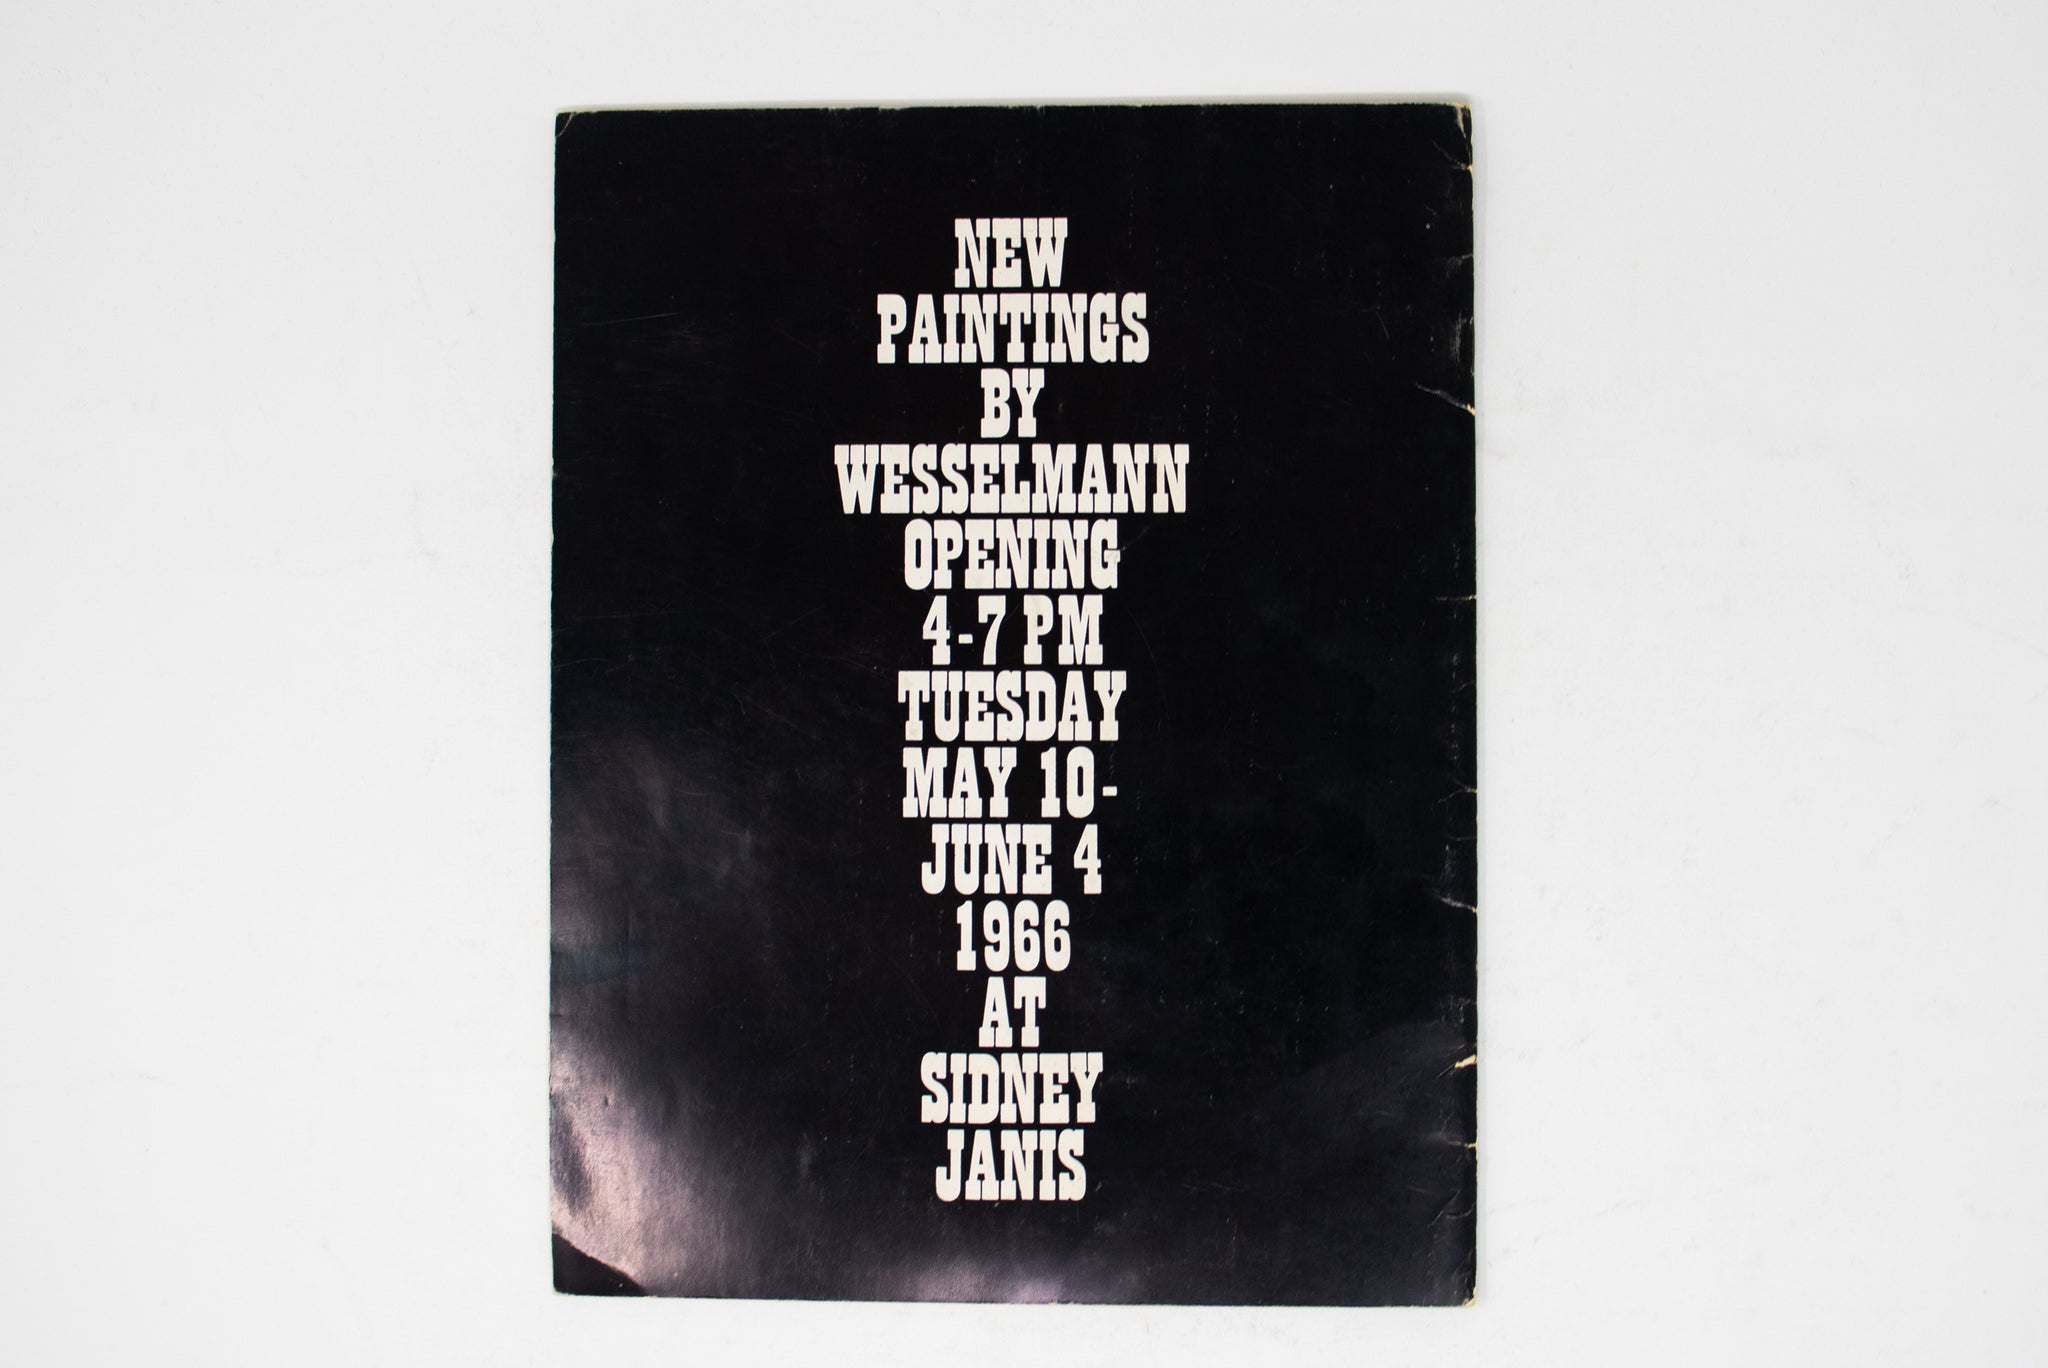 NEW
PAINTINGS
BY
WESSELMANN
OPENING
4-7 PM
TUESDAY
MAY 10-
JUNE 4
1966
AT
SIDNEY
JANIS